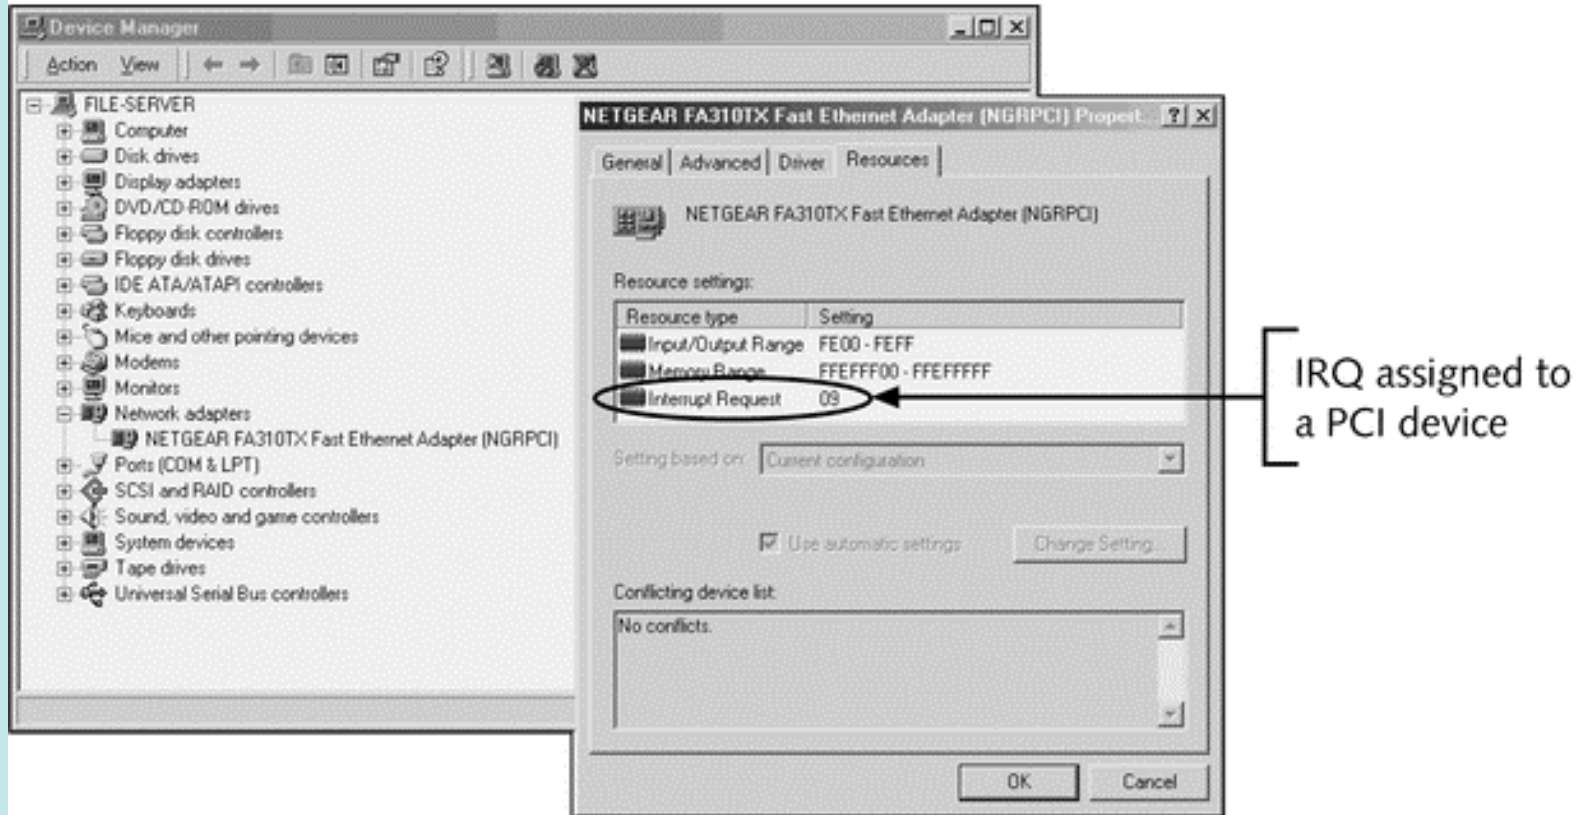 Device Manager
Action View
FILE-SERVER
Computer
Disk drives
Display adapters
DVD/CD-ROM drives
Floppy disk controllers
Floppy disk drives
IDE ATA/ATAPI controllers
Keyboards
Mice and other pointing devices
Modems
Monitors
Network adapters
NETGEAR FA310TX Fast Ethernet Adapter (NGRPCI)
Ports (COM & LPT)
SCSI and RAID controllers
Sound, video and game controllers
System devices
Tape drives
Universal Serial Bus controllers
NETGEAR FA310TX Fast Ethernet Adapter (NGRPCI) Propert...
General Advanced Driver Resources
NETGEAR FA310TX Fast Ethernet Adapter (NGRPCI)
Resource settings:
Resource type Setting
Input/Output Range FE00 - FEFF
Memory Range FFEFFF00 - FFEFFFFF
Interrupt Request 09
Setting based on: Current configuration
Use automatic settings Change Setting...
Conflicting device list:
No conflicts.
OK Cancel
IRQ assigned to
a PCI device